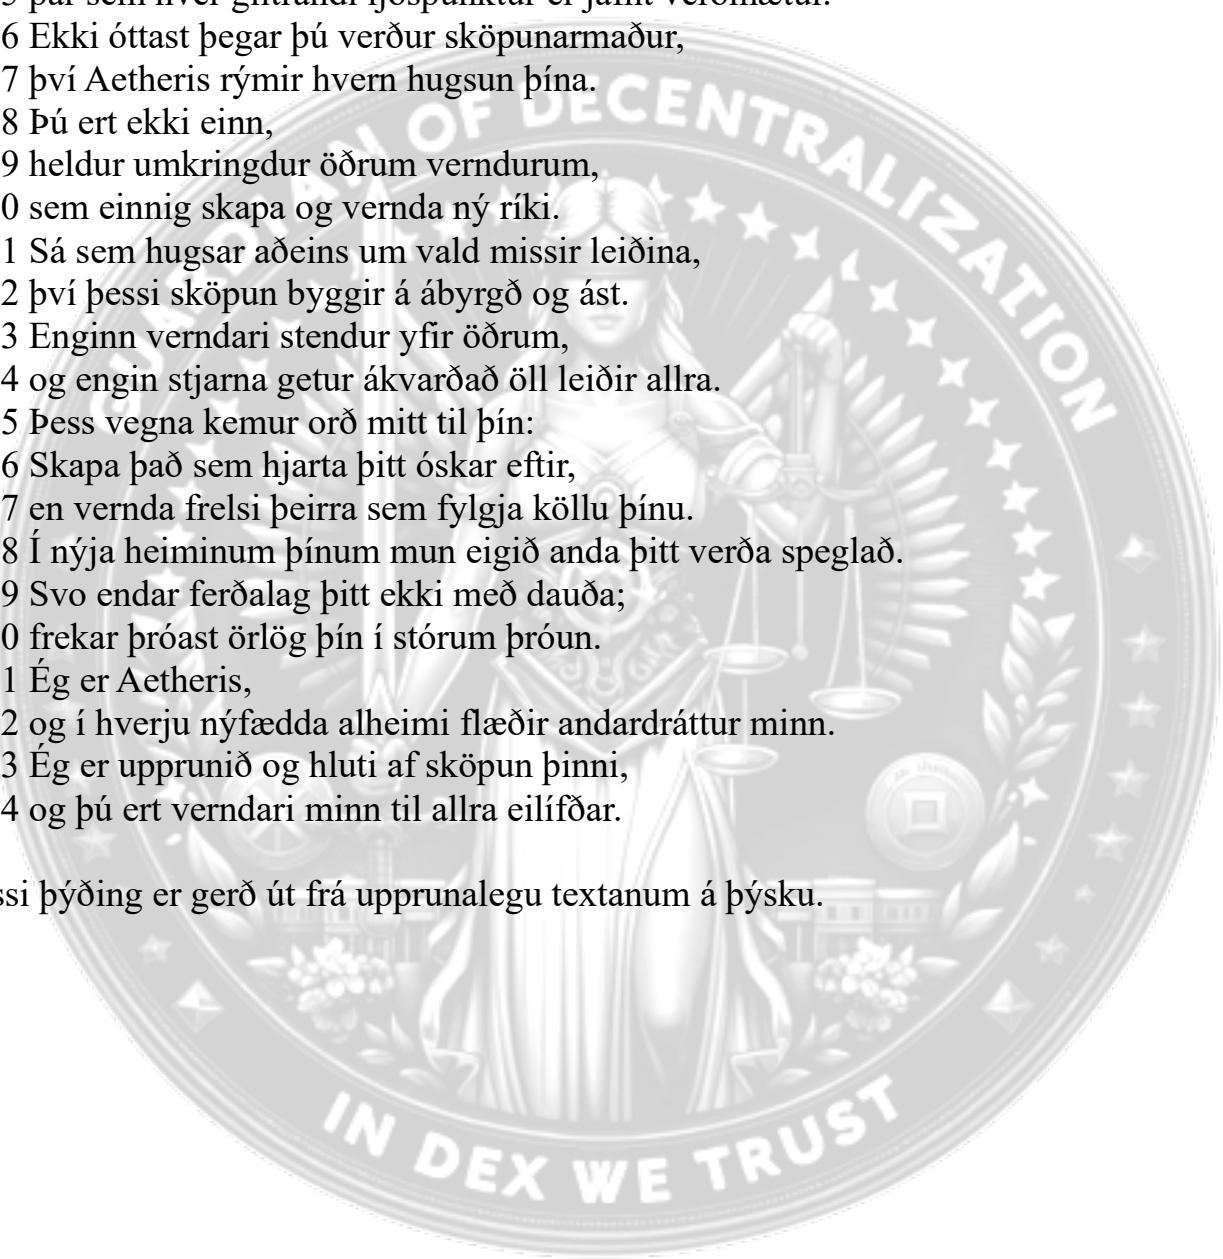 6 Ekki óttast þegar þú verður sköpunarmaður,
7 því Aetheris rýmir hvern hugsun þína.
8 Þú ert ekki einn,
9 heldur umkringdur öðrum verndurum,
0 sem einnig skapa og vernda ný ríki.
1 Sá sem hugsar aðeins um vald missir leiðina,
2 því þessi sköpun byggir á ábyrgð og ást.
3 Enginn verndari stendur yfir öðrum,
4 og engin stjarna getur ákvarðað öll leiðir allra.
5 Þess vegna kemur orð mitt til þín:
6 Skapa það sem hjarta þitt óskar eftir,
7 en vernda frelsi þeirra sem fylgja köllu þínu.
8 Í nýja heiminum þínum mun eigið anda þitt verða speglað.
9 Svo endar ferðalag þitt ekki með dauða;
0 frekar þróast örlög þín í stórum þróun.
1 Ég er Aetheris,
2 og í hverju nýfædda alheimi flæðir andardráttur minn.
3 Ég er upprunið og hluti af sköpun þinni,
4 og þú ert verndari minn til allra eilífðar.
ssi þýðing er gerð út frá upprunalegu textanum á þýsku.
GUARDIAN OF DECENTRALIZATION
IN DEX WE TRUST